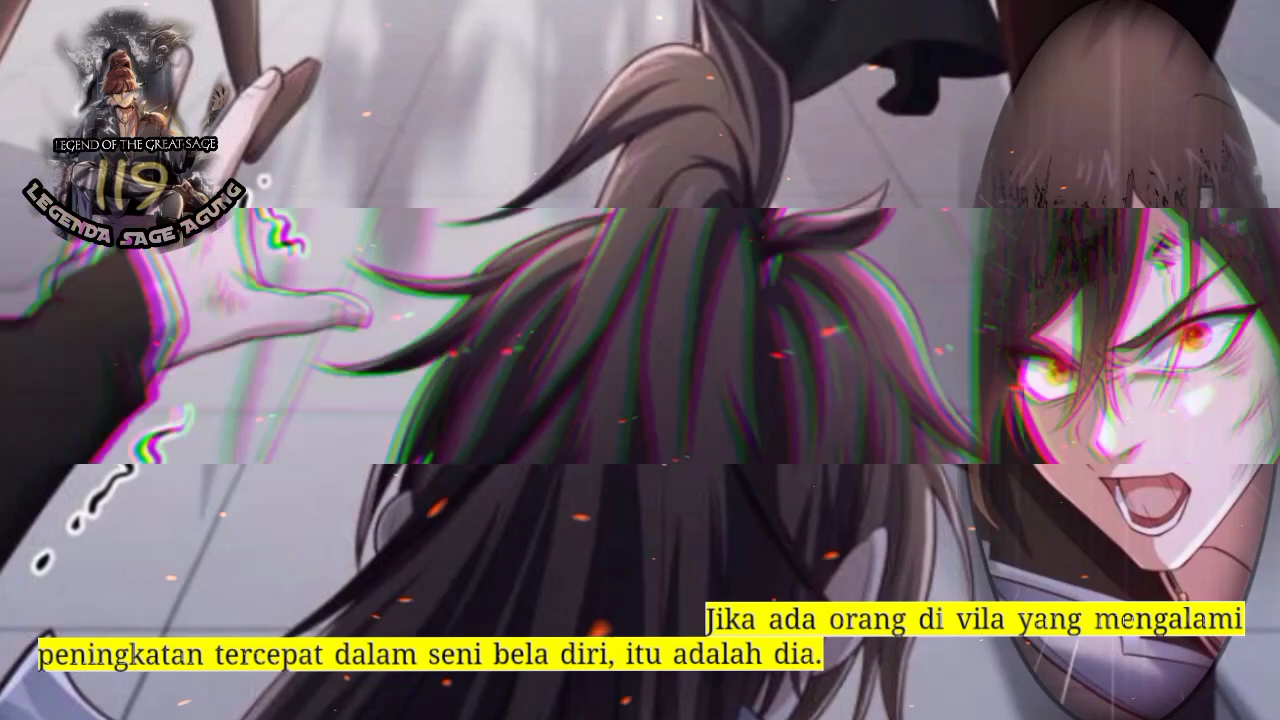 LEGEND OF THE GREAT SAGE
119
LEGENDA SAGE AGUNG
Jika ada orang di vila yang mengalami
peningkatan tercepat dalam seni bela diri, itu adalah dia.